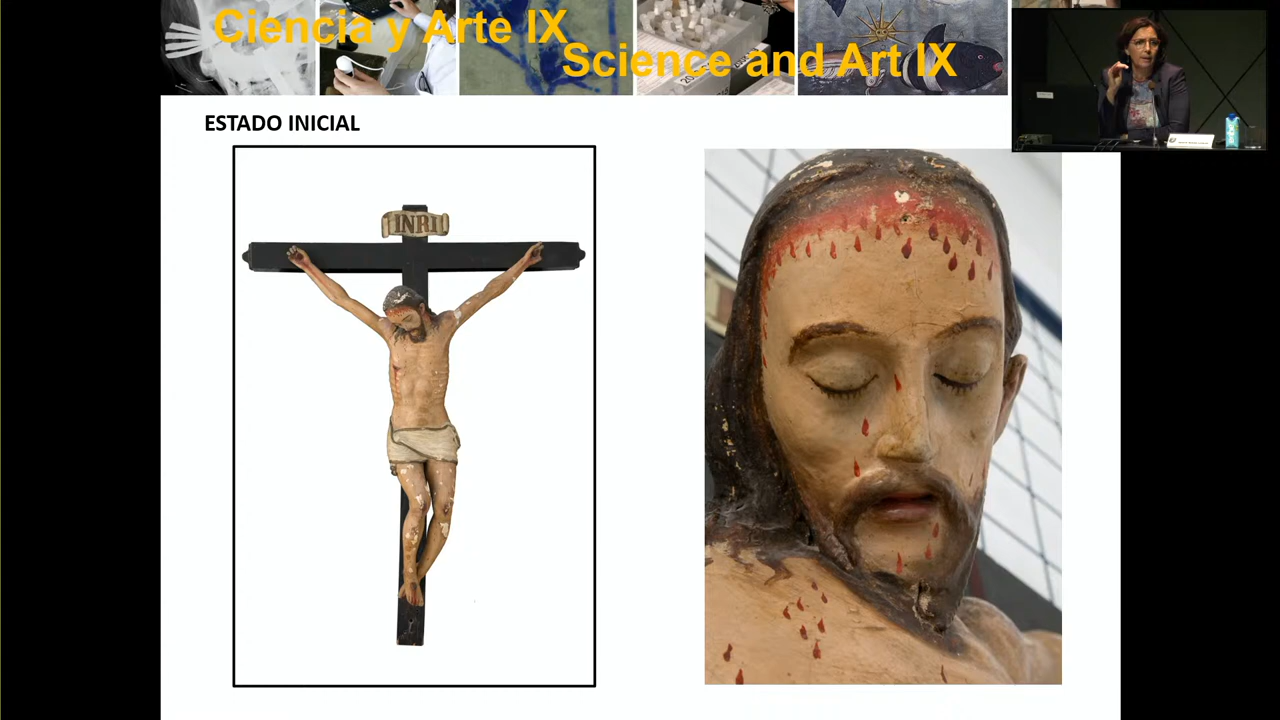 Ciencia y Arte IX
Science and Art IX
ESTADO INICIAL
INRI